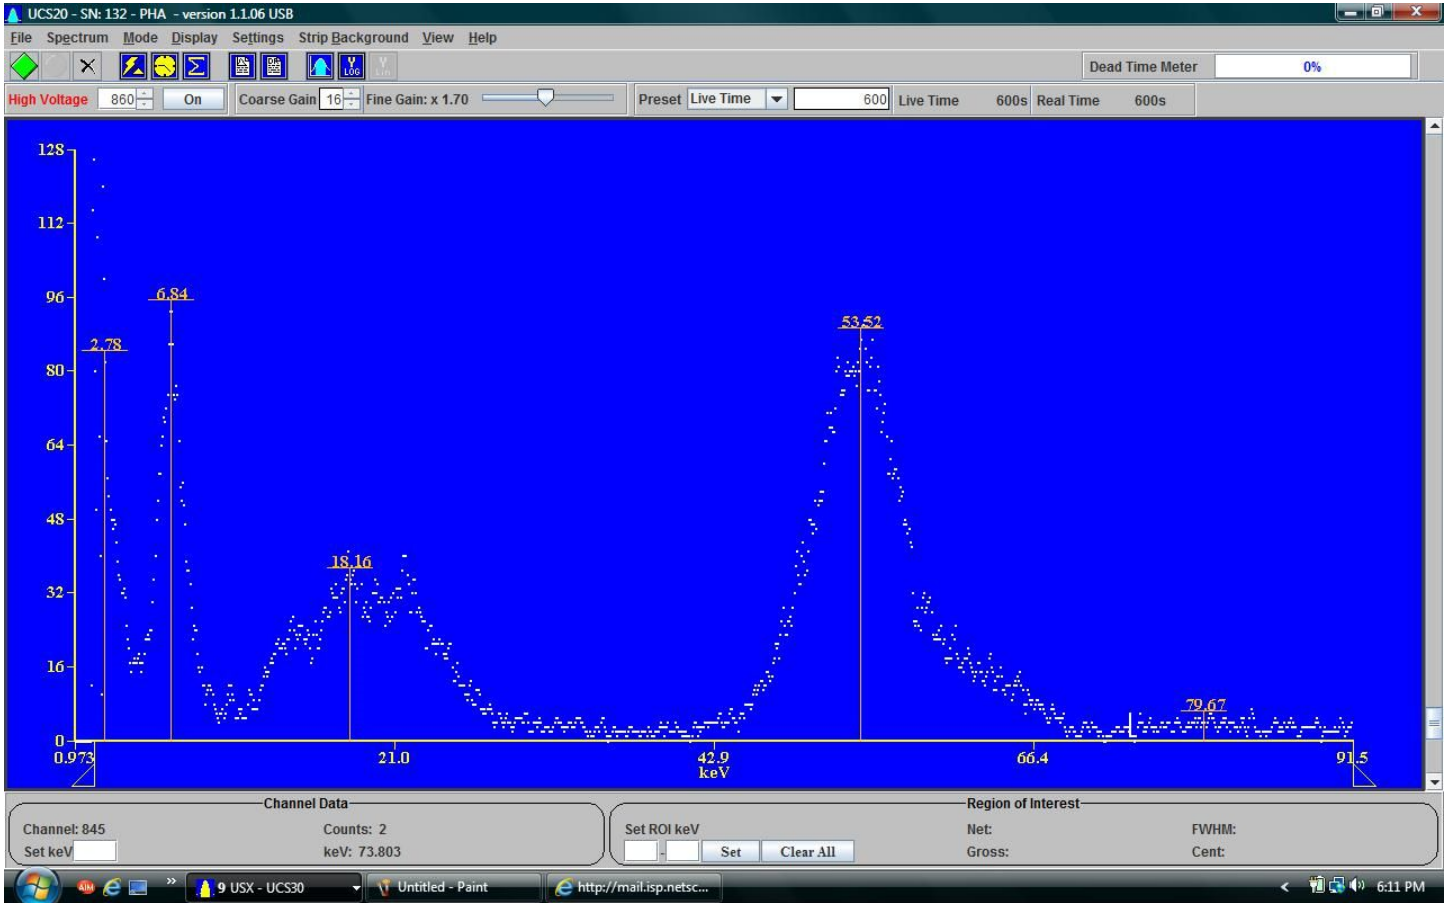 UCS20 - SN: 132 - PHA - version 1.1.06 USB
File Spectrum Mode Display Settings Strip Background View Help
Y LOG
Dead Time Meter 0%
High Voltage 860 On Coarse Gain 16 Fine Gain: x 1.70 Preset Live Time 600 Live Time 600s Real Time 600s
128
112
96
80
64
48
32
16
0
6.84
2.78
53.52
18.16
79.67
0.973 21.0 42.9 66.4 91.5
keV
Channel Data
Region of Interest
Channel: 845 Counts: 2 Set ROI keV Net: FWHM:
Set keV keV: 73.803 - Set Clear All Gross: Cent:
AIM » 9 USX - UCS30 Untitled - Paint http://mail.isp.netsc... < 6:11 PM